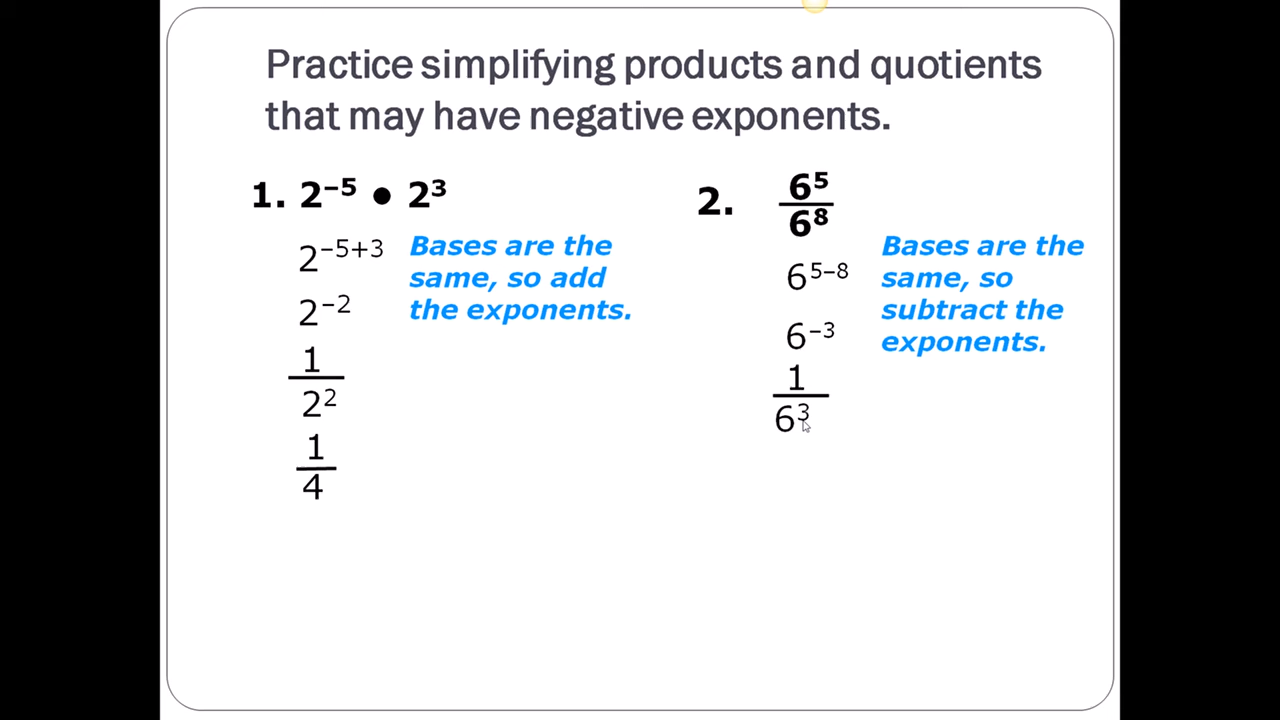 Practice simplifying products and quotients
that may have negative exponents.
1. 2⁻⁵ • 2³
2⁻⁵⁺³
2⁻²
1
2²
1
4
Bases are the
same, so add
the exponents.
2.
6⁵
6⁸
6⁵⁻⁸
6⁻³
1
6³
Bases are the
same, so
subtract the
exponents.